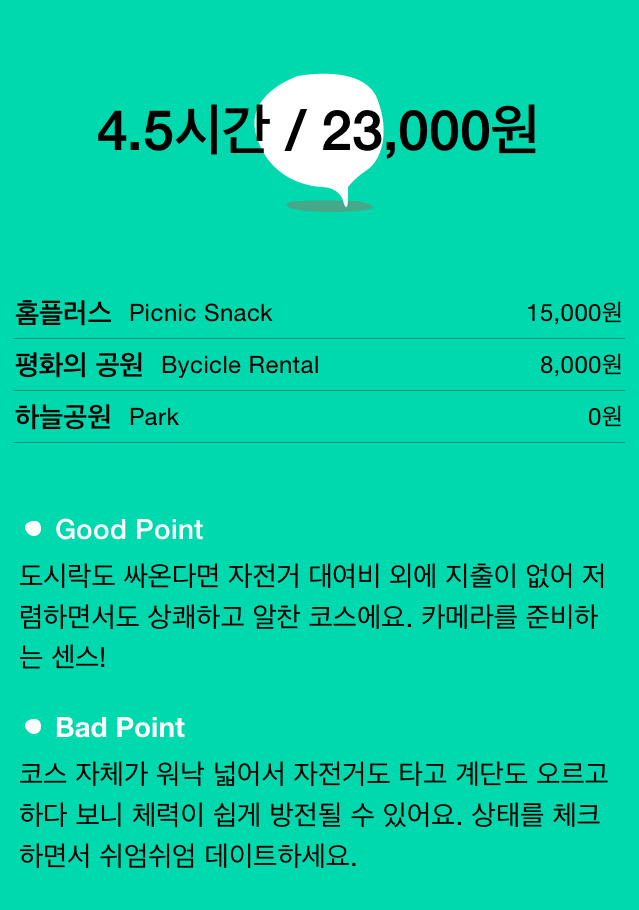 4.5시간 / 23,000원
홈플러스 Picnic Snack 15,000원
평화의 공원 Bycicle Rental 8,000원
하늘공원 Park 0원
Good Point
도시락도 싸온다면 자전거 대여비 외에 지출이 없어 저
렴하면서도 상쾌하고 알찬 코스에요. 카메라를 준비하
는 센스!
Bad Point
코스 자체가 워낙 넓어서 자전거도 타고 계단도 오르고
하다 보니 체력이 쉽게 방전될 수 있어요. 상태를 체크
하면서 쉬엄쉬엄 데이트하세요.